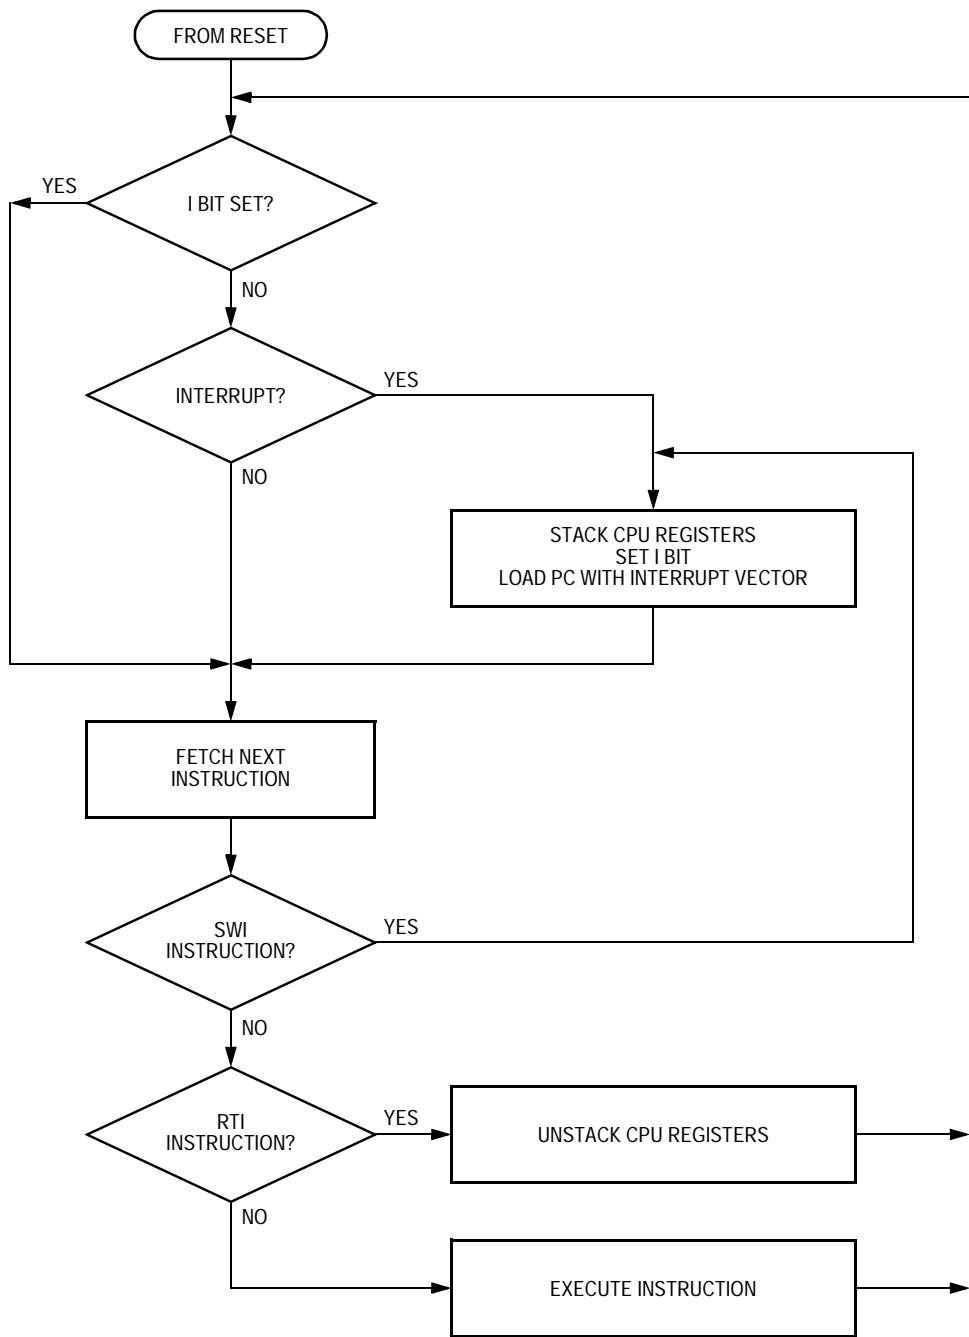 FROM RESET
YES
I BIT SET?
NO
INTERRUPT?
YES
NO
STACK CPU REGISTERS
SET I BIT
LOAD PC WITH INTERRUPT VECTOR
FETCH NEXT
INSTRUCTION
SWI
INSTRUCTION?
YES
NO
RTI
INSTRUCTION?
YES
UNSTACK CPU REGISTERS
NO
EXECUTE INSTRUCTION